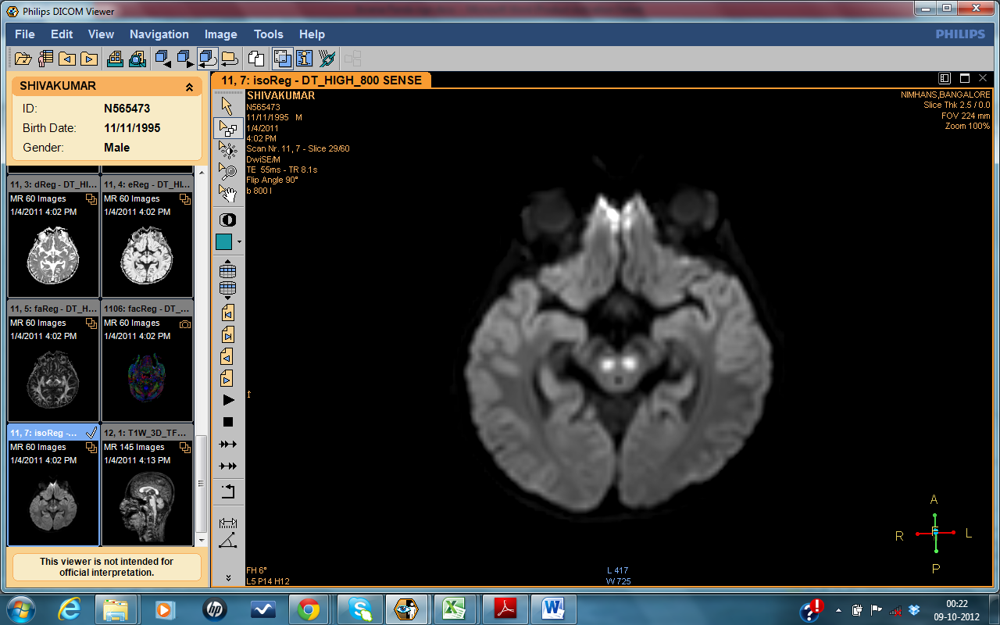 Philips DICOM Viewer
File Edit View Navigation Image Tools Help
PHILIPS
SHIVAKUMAR
ID: N565473
Birth Date: 11/11/1995
Gender: Male
11, 3: dReg - DT_HI...
MR 60 Images
1/4/2011 4:02 PM
11, 4: eReg - DT_HI...
MR 60 Images
1/4/2011 4:02 PM
11, 5: faReg - DT_H...
MR 60 Images
1/4/2011 4:02 PM
1106: facReg - DT_...
MR 60 Images
1/4/2011 4:02 PM
11, 7: isoReg -...
MR 60 Images
1/4/2011 4:02 PM
12, 1: T1W_3D_TF...
MR 145 Images
1/4/2011 4:13 PM
This viewer is not intended for
official interpretation.
11, 7: isoReg - DT_HIGH_800 SENSE
SHIVAKUMAR
N565473
11/11/1995 M
1/4/2011
4:02 PM
Scan Nr. 11, 7 - Slice 29/60
DwiSE/M
TE 55ms - TR 8.1s
Flip Angle 90°
b 800 I
NIMHANS,BANGALORE
Slice Thk 2.5 / 0.0
FOV 224 mm
Zoom 100%
A
R
L
P
F
FH 6°
L5 P14 H12
L 417
W 725
00:22
09-10-2012